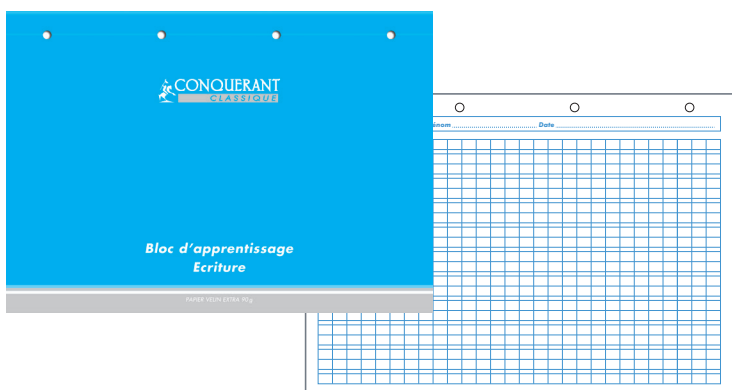 CONQUERANT
CLASSIQUE
Bloc d'apprentissage
Ecriture
PAPIER VELIN EXTRA 90g
Date